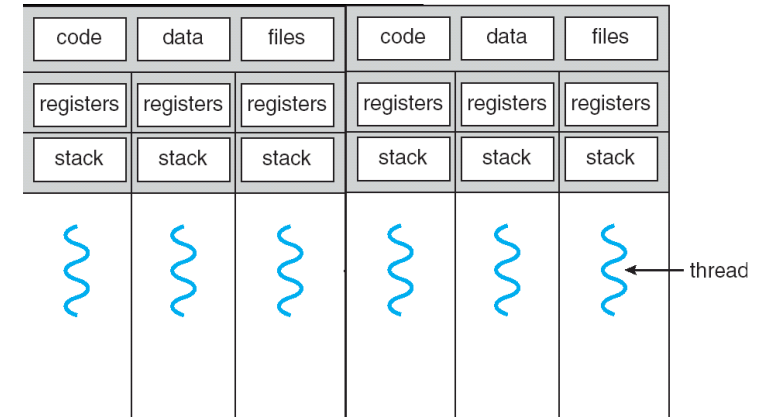 code data files code data files
registers registers registers registers registers registers
stack stack stack stack stack stack
thread